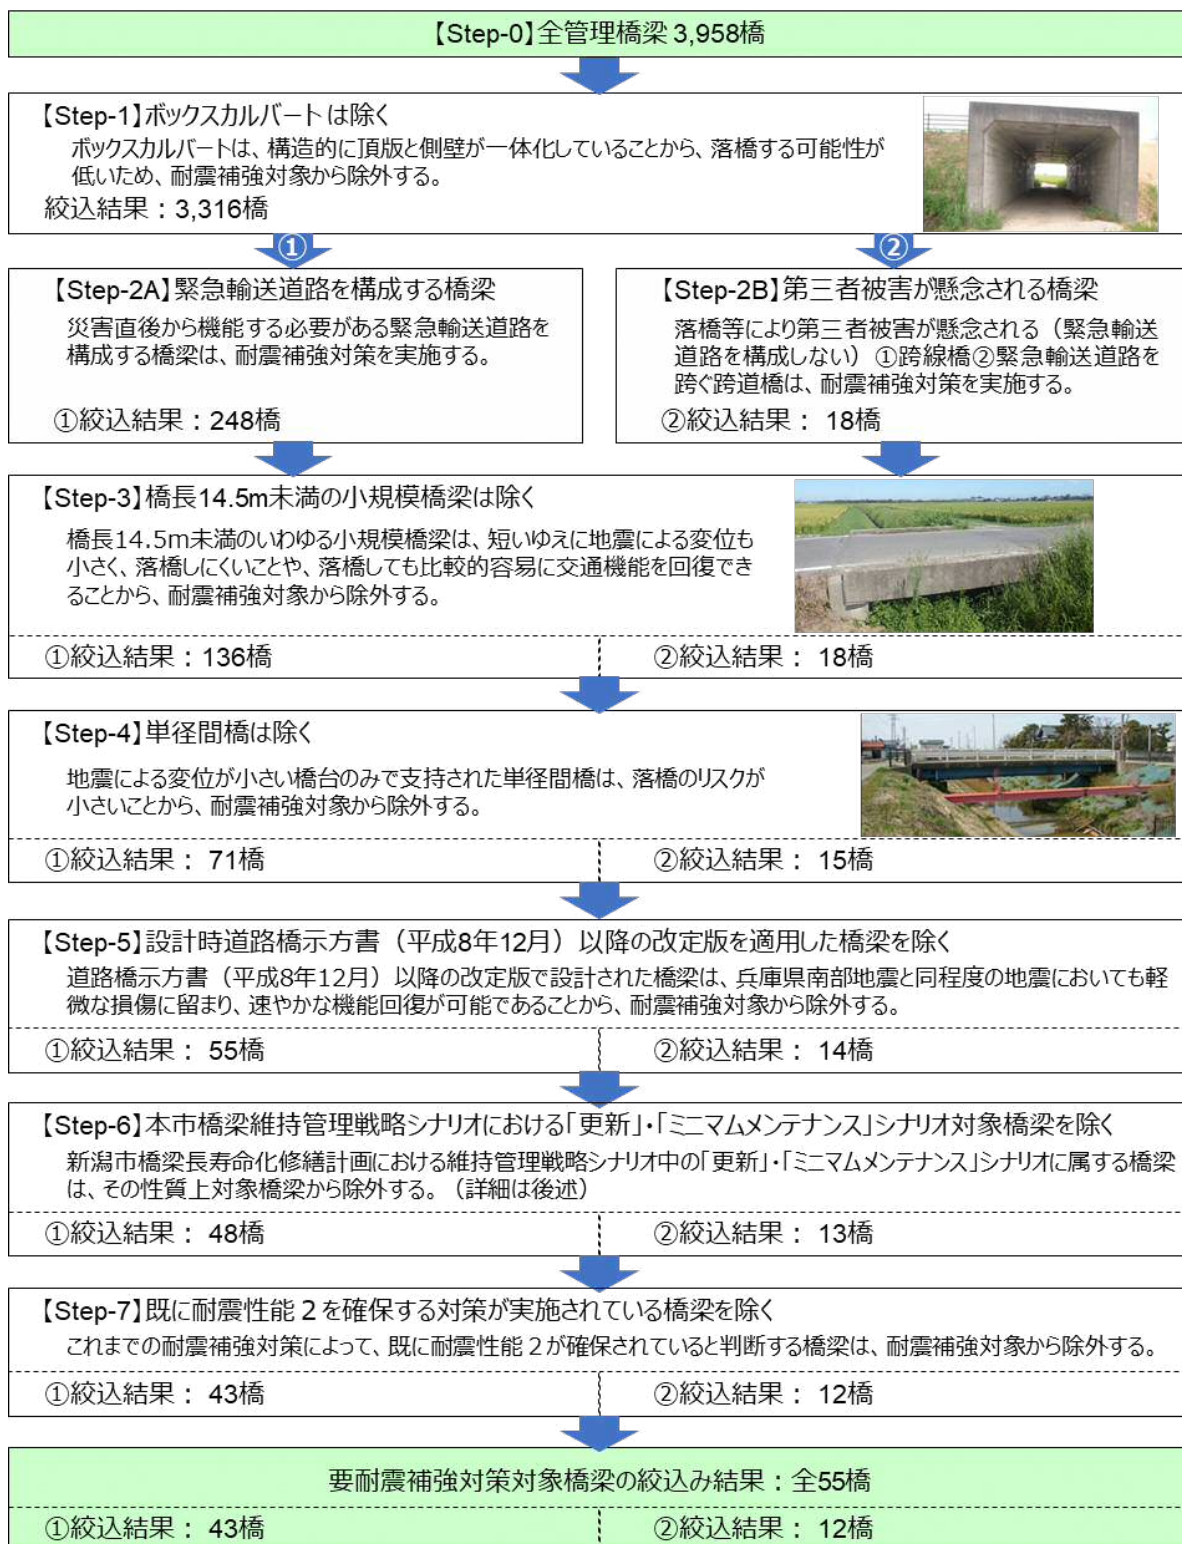 【Step-0】全管理橋梁 3,958橋
【Step-1】ボックスカルバートは除く
ボックスカルバートは、構造的に頂版と側壁が一体化していることから、落橋する可能性が
低いため、耐震補強対象から除外する。
絞込結果：3,316橋
①
②
【Step-2A】緊急輸送道路を構成する橋梁
災害直後から機能する必要がある緊急輸送道路を
構成する橋梁は、耐震補強対策を実施する。
①絞込結果：248橋
【Step-2B】第三者被害が懸念される橋梁
落橋等により第三者被害が懸念される（緊急輸送
道路を構成しない）①跨線橋②緊急輸送道路を
跨ぐ跨道橋は、耐震補強対策を実施する。
②絞込結果： 18橋
【Step-3】橋長14.5m未満の小規模橋梁は除く
橋長14.5m未満のいわゆる小規模橋梁は、短いゆえに地震による変位も
小さく、落橋しにくいことや、落橋しても比較的容易に交通機能を回復でき
ることから、耐震補強対象から除外する。
①絞込結果：136橋
②絞込結果： 18橋
【Step-4】単径間橋は除く
地震による変位が小さい橋台のみで支持された単径間橋は、落橋のリスクが
小さいことから、耐震補強対象から除外する。
①絞込結果： 71橋
②絞込結果： 15橋
【Step-5】設計時道路橋示方書（平成8年12月）以降の改定版を適用した橋梁を除く
道路橋示方書（平成8年12月）以降の改定版で設計された橋梁は、兵庫県南部地震と同程度の地震においても軽
微な損傷に留まり、速やかな機能回復が可能であることから、耐震補強対象から除外する。
①絞込結果： 55橋
②絞込結果： 14橋
【Step-6】本市橋梁維持管理戦略シナリオにおける「更新」・「ミニマムメンテナンス」シナリオ対象橋梁を除く
新潟市橋梁長寿命化修繕計画における維持管理戦略シナリオ中の「更新」・「ミニマムメンテナンス」シナリオに属する橋梁
は、その性質上対象橋梁から除外する。（詳細は後述）
①絞込結果： 48橋
②絞込結果： 13橋
【Step-7】既に耐震性能２を確保する対策が実施されている橋梁を除く
これまでの耐震補強対策によって、既に耐震性能２が確保されていると判断する橋梁は、耐震補強対象から除外する。
①絞込結果： 43橋
②絞込結果： 12橋
要耐震補強対策対象橋梁の絞込み結果：全55橋
①絞込結果： 43橋
②絞込結果： 12橋